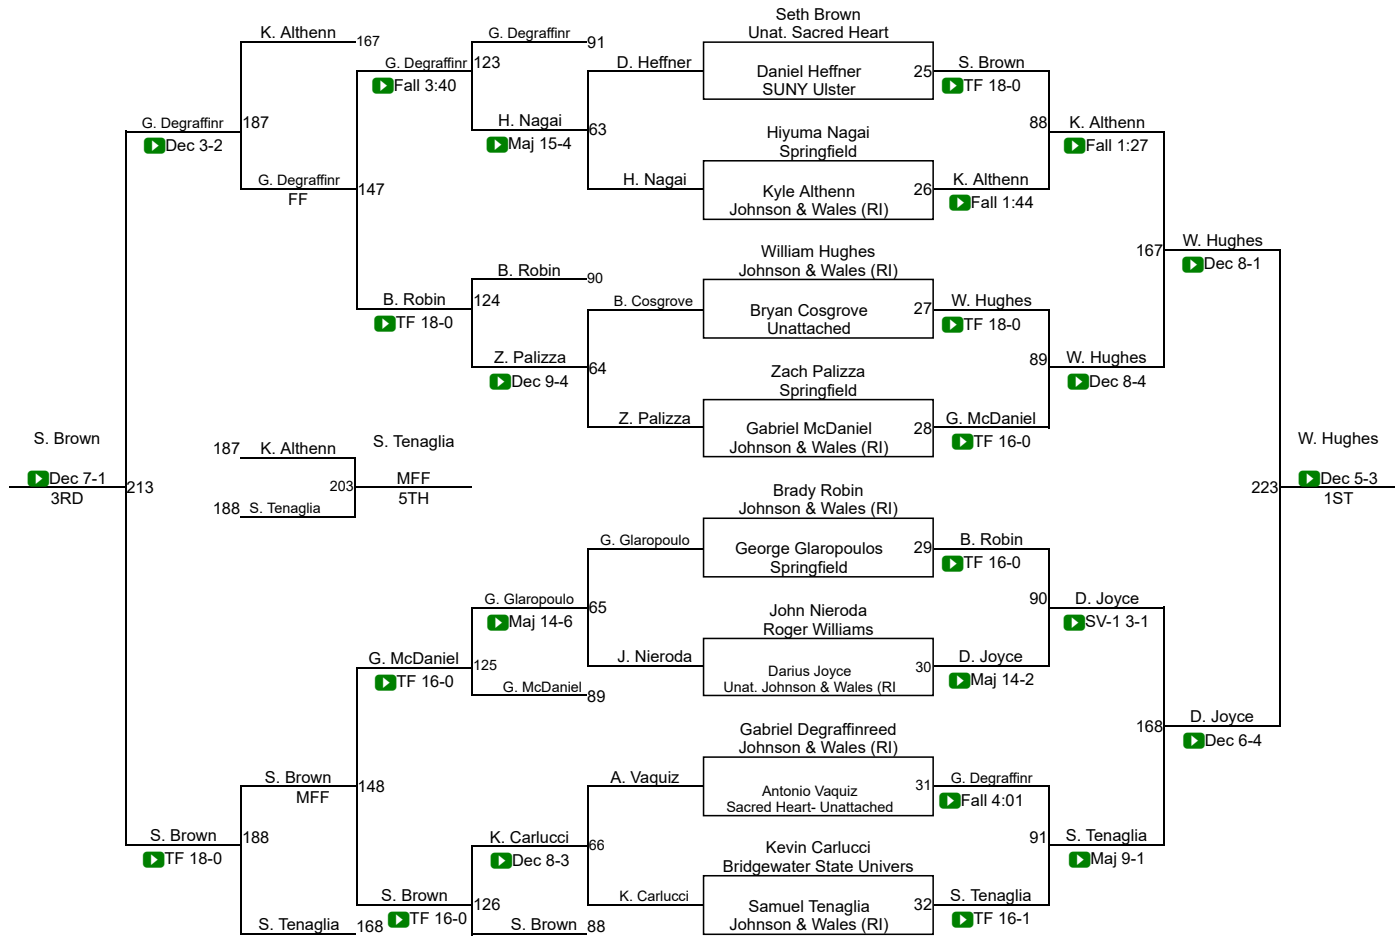 Seth Brown
Unat. Sacred Heart
K. Althenn
167
G. Degraffinr
91
G. Degraffinr
123
D. Heffner
Daniel Heffner
SUNY Ulster
25
S. Brown
Fall 3:40
TF 18-0
G. Degraffinr
187
H. Nagai
63
Hiyuma Nagai
Springfield
88
K. Althenn
Dec 3-2
Maj 15-4
Fall 1:27
G. Degraffinr
147
H. Nagai
Kyle Althenn
Johnson & Wales (RI)
26
K. Althenn
FF
Fall 1:44
William Hughes
Johnson & Wales (RI)
167
W. Hughes
Dec 8-1
B. Robin
90
B. Robin
124
B. Cosgrove
Bryan Cosgrove
Unattached
27
W. Hughes
TF 18-0
TF 18-0
Z. Palizza
64
Zach Palizza
Springfield
89
W. Hughes
Dec 9-4
Dec 8-4
Z. Palizza
Gabriel McDaniel
Johnson & Wales (RI)
28
G. McDaniel
TF 16-0
S. Brown
187
K. Althenn
S. Tenaglia
W. Hughes
Dec 7-1
213
203
MFF
223
Dec 5-3
3RD
5TH
1ST
188
S. Tenaglia
Brady Robin
Johnson & Wales (RI)
G. Glaropoulo
George Glaropoulos
Springfield
29
B. Robin
TF 16-0
G. Glaropoulo
65
John Nieroda
Roger Williams
90
D. Joyce
Maj 14-6
SV-1 3-1
G. McDaniel
125
J. Nieroda
Darius Joyce
Unat. Johnson & Wales (RI
30
D. Joyce
TF 16-0
Maj 14-2
G. McDaniel
89
Gabriel Degraffinreed
Johnson & Wales (RI)
168
D. Joyce
Dec 6-4
S. Brown
148
A. Vaquiz
Antonio Vaquiz
Sacred Heart- Unattached
31
G. Degraffinr
MFF
Fall 4:01
S. Brown
188
K. Carlucci
66
Kevin Carlucci
Bridgewater State Univers
91
S. Tenaglia
TF 18-0
Dec 8-3
Maj 9-1
S. Brown
126
K. Carlucci
Samuel Tenaglia
Johnson & Wales (RI)
32
S. Tenaglia
TF 16-0
TF 16-1
S. Tenaglia
168
S. Brown
88